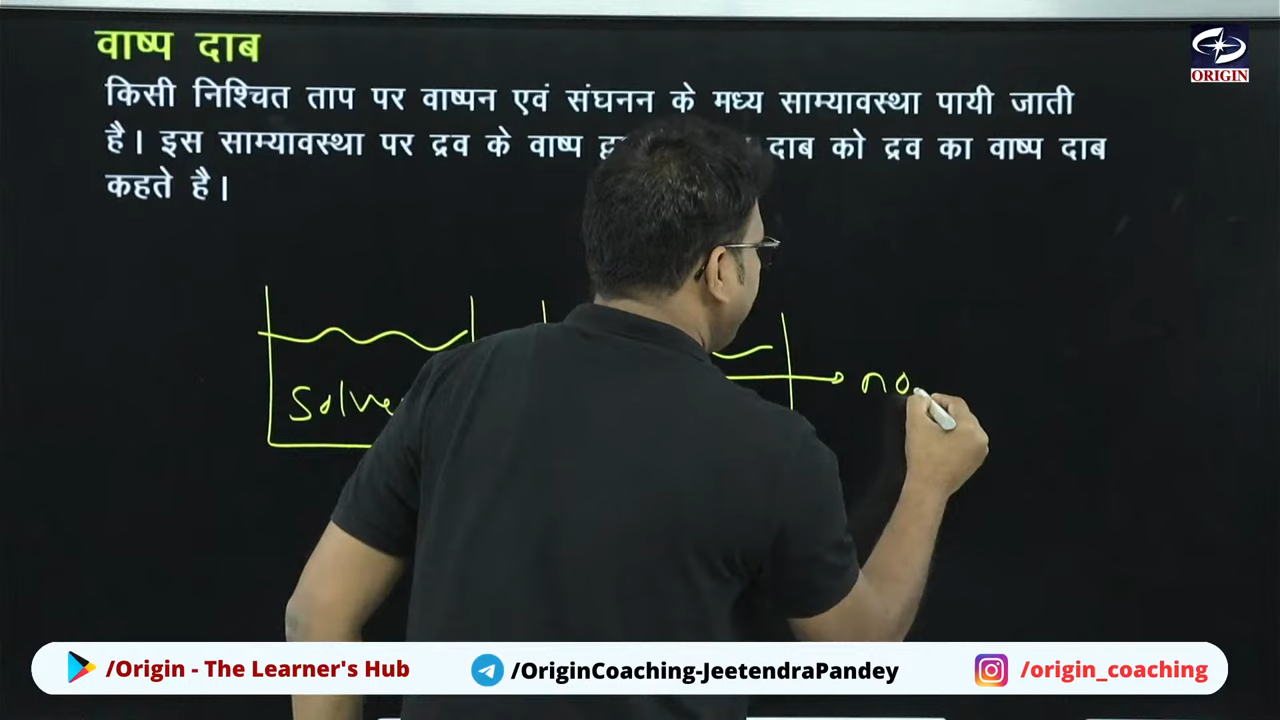 वाष्प दाब
ORIGIN
किसी निश्चित ताप पर वाष्पन एवं संघनन के मध्य साम्यावस्था पायी जाती
है। इस साम्यावस्था पर द्रव के वाष्प दाब को द्रव का वाष्प दाब
कहते है।
no
/Origin - The Learner's Hub
/OriginCoaching-JeetendraPandey
/origin_coaching